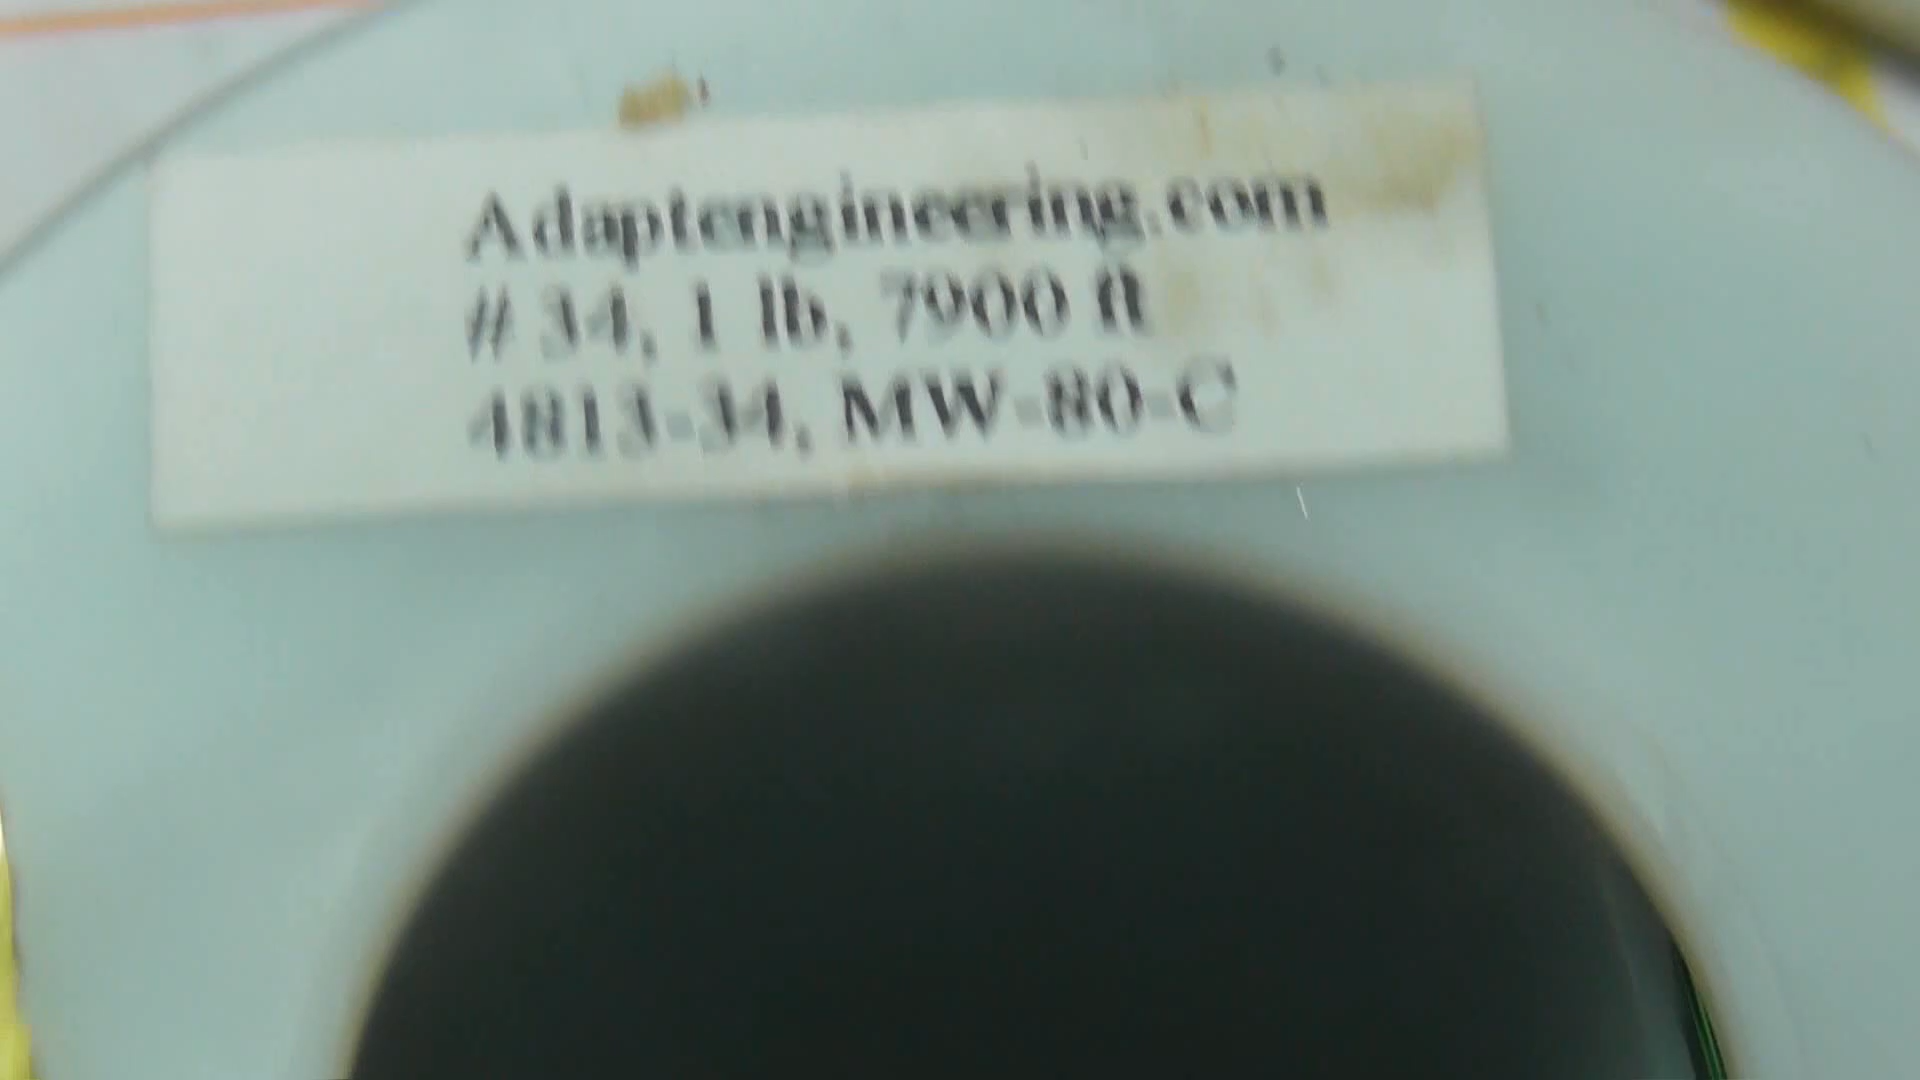 Adaptengineering.com
# 34, 1 lb, 7900 ft
4813-34, MW-80-C